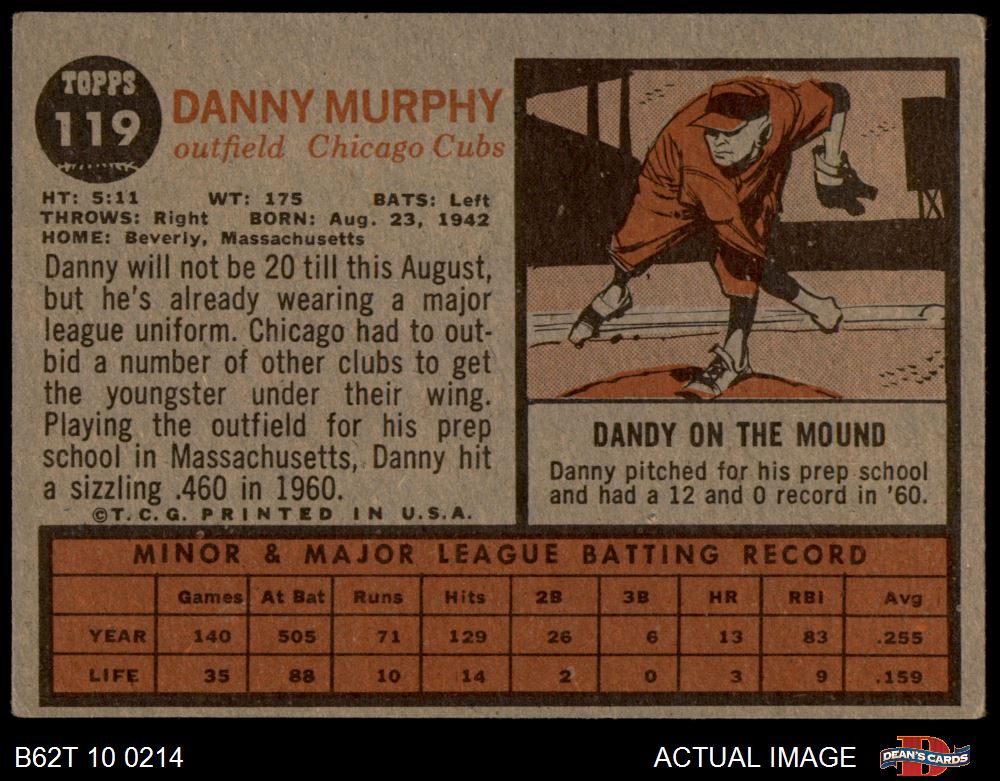 TOPPS
119
DANNY MURPHY
outfield Chicago Cubs
HT: 5:11 WT: 175 BATS: Left
THROWS: Right BORN: Aug. 23, 1942
HOME: Beverly, Massachusetts
Danny will not be 20 till this August,
but he's already wearing a major
league uniform. Chicago had to out-
bid a number of other clubs to get
the youngster under their wing.
Playing the outfield for his prep
school in Massachusetts, Danny hit
a sizzling .460 in 1960.
©T.C.G. PRINTED IN U.S.A.
DANDY ON THE MOUND
Danny pitched for his prep school
and had a 12 and 0 record in '60.
MINOR & MAJOR LEAGUE BATTING RECORD
Games At Bat Runs Hits 2B 3B HR RBI Avg
YEAR 140 505 71 129 26 6 13 83 .255
LIFE 35 88 10 14 2 0 3 9 .159
B62T 10 0214 ACTUAL IMAGE DEAN'S CARDS